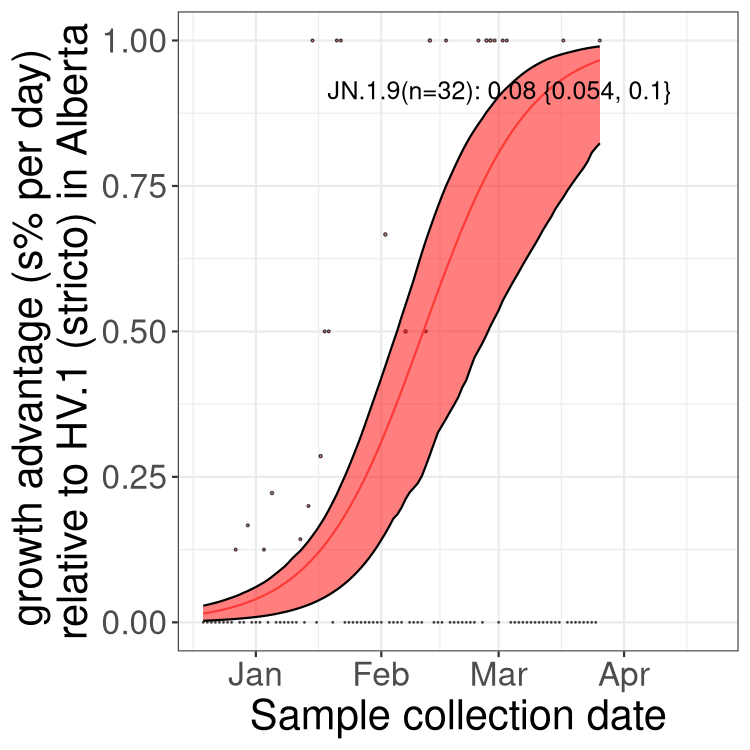 growth advantage (s% per day)
relative to HV.1 (stricto) in Alberta
1.00
0.75
0.50
0.25
0.00
JN.1.9(n=32): 0.08 {0.054, 0.1}
Jan Feb Mar Apr
Sample collection date